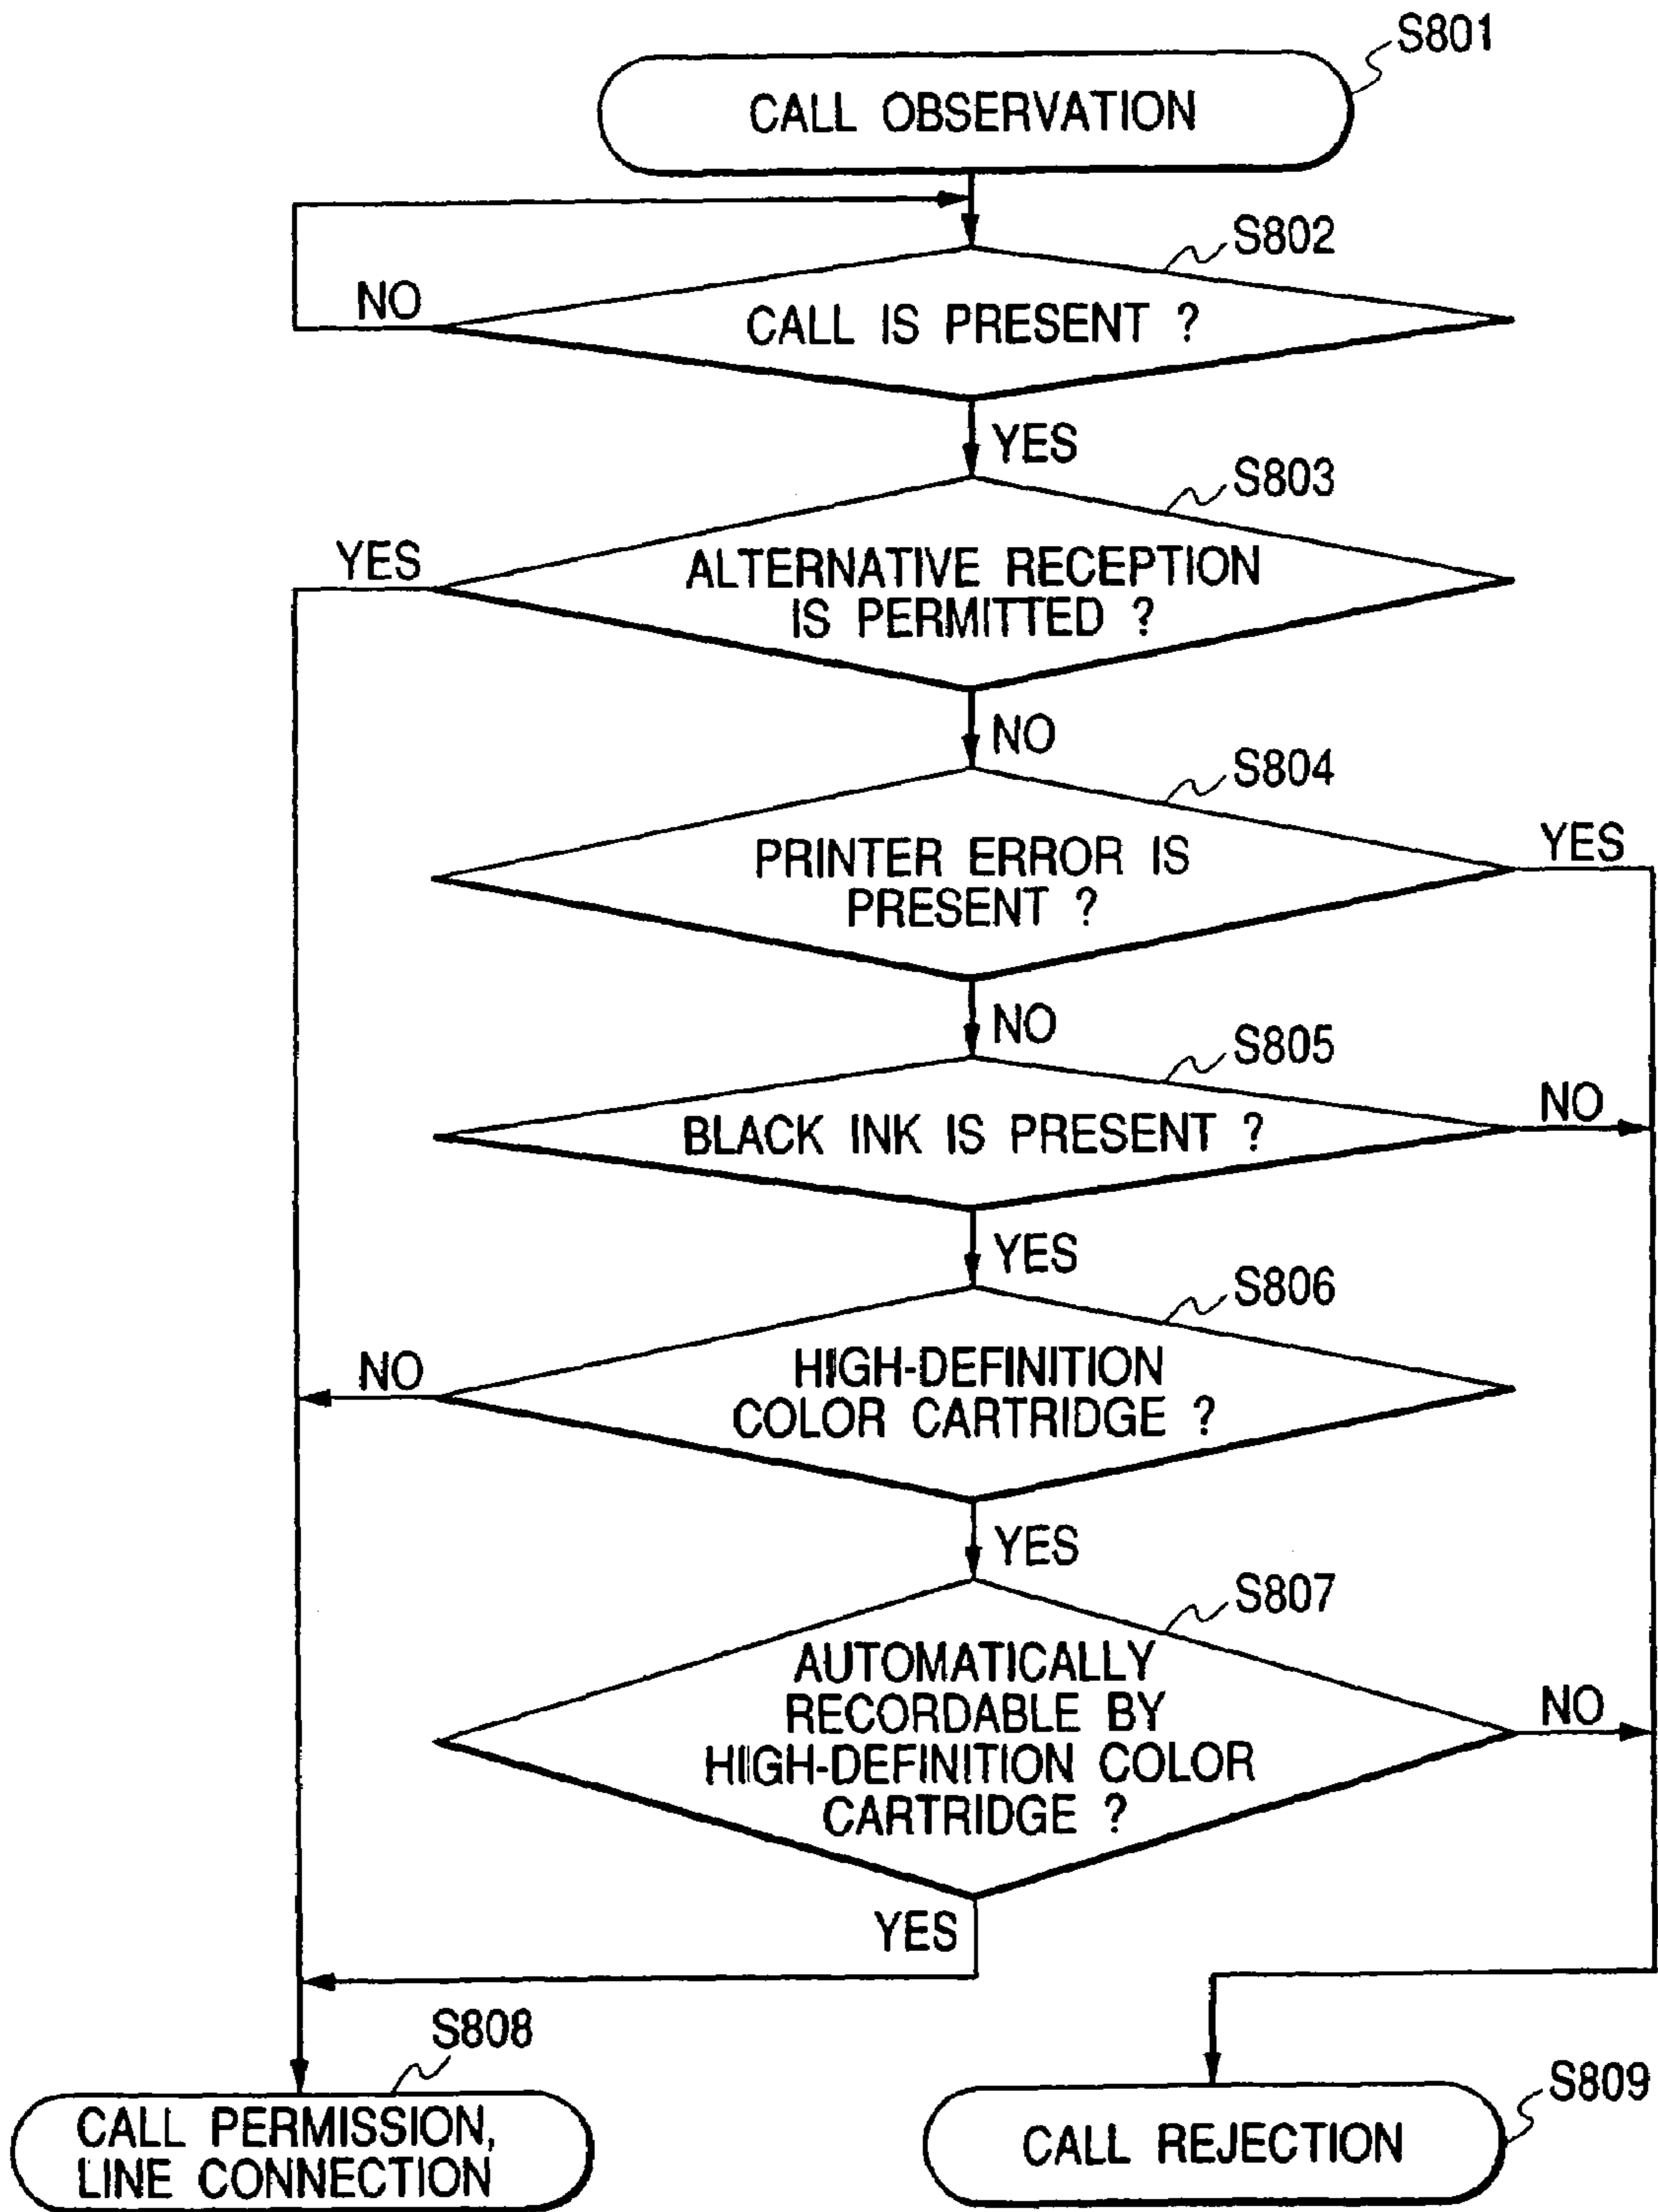 S801
CALL OBSERVATION
S802
NO
CALL IS PRESENT ?
YES
S803
YES
ALTERNATIVE RECEPTION
IS PERMITTED ?
NO
S804
YES
PRINTER ERROR IS
PRESENT ?
NO
S805
NO
BLACK INK IS PRESENT ?
YES
S806
NO
HIGH-DEFINITION
COLOR CARTRIDGE ?
YES
S807
AUTOMATICALLY
RECORDABLE BY
HIGH-DEFINITION COLOR
CARTRIDGE ?
NO
YES
S808
CALL PERMISSION,
LINE CONNECTION
S809
CALL REJECTION